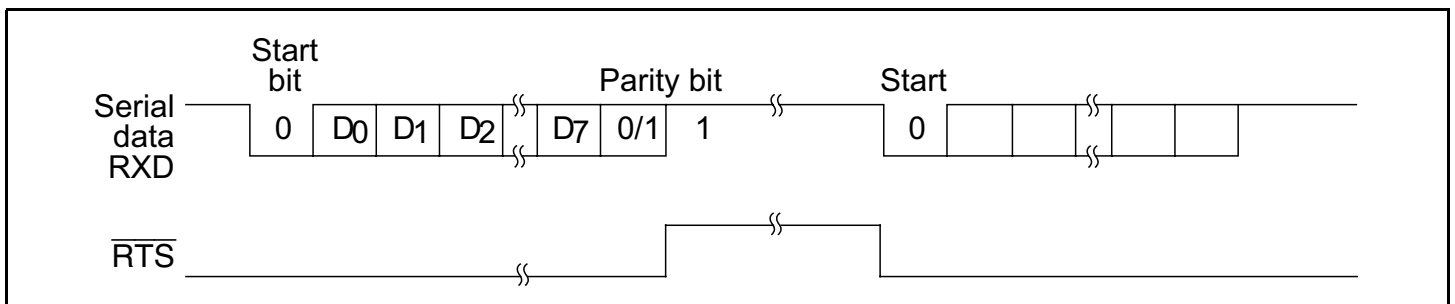 Start
bit
Parity bit
Start
Serial
data
RXD
0 D0 D1 D2 D7 0/1 1 0
RTS